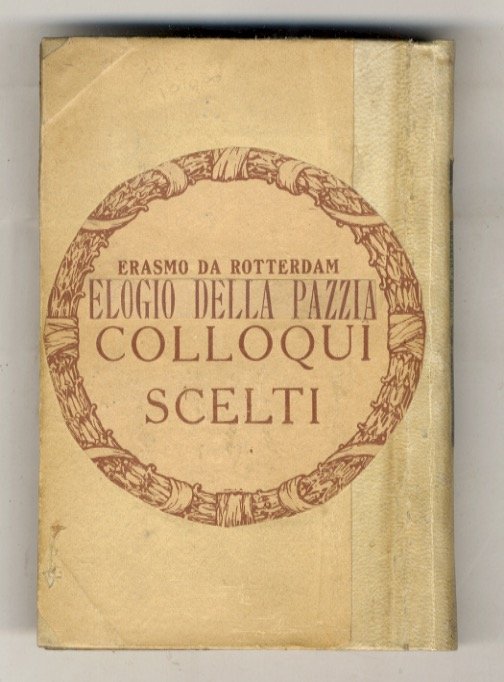 ERASMO DA ROTTERDAM
ELOGIO DELLA PAZZIA
COLLOQUI
SCELTI